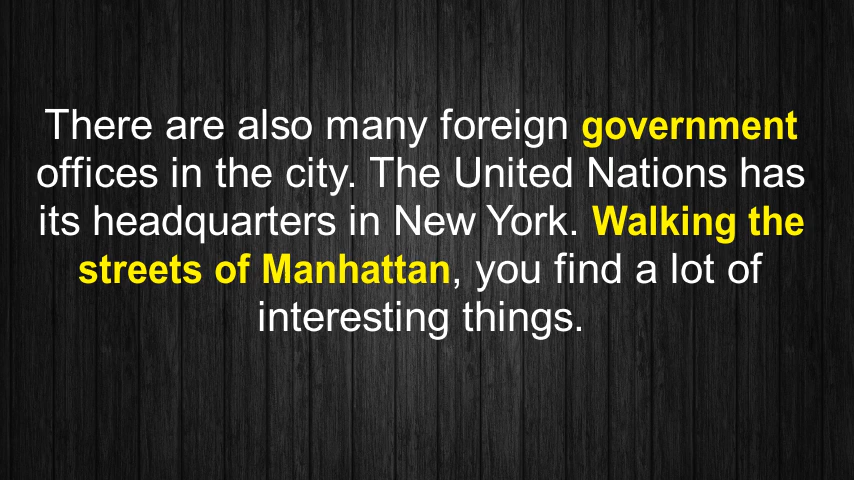 There are also many foreign government
offices in the city. The United Nations has
its headquarters in New York. Walking the
streets of Manhattan, you find a lot of
interesting things.